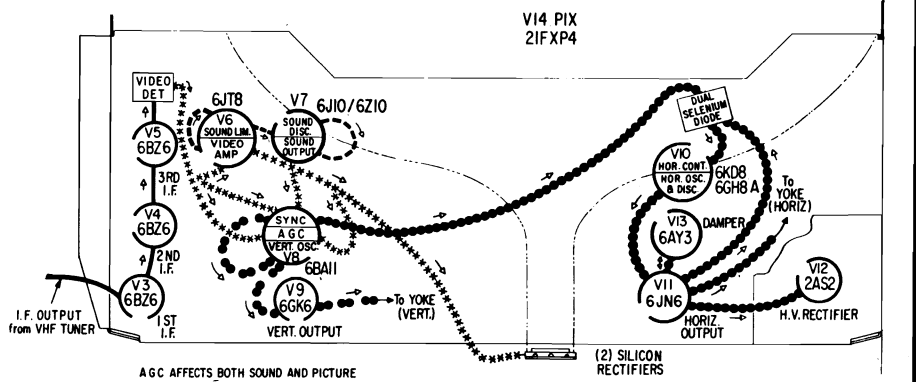 V14 PIX
21FXP4
VIDEO
DET
V5
6BZ6
3RD
I.F.
V4
6BZ6
2ND
I.F.
V3
6BZ6
1ST
I.F.
I.F. OUTPUT
from VHF TUNER
6JT8
V6
SOUND LIM.
VIDEO
AMP
V7
SOUND
DISC.
SOUND
OUTPUT
6J10/6Z10
SYNC
AGC
VERT. OSC.
V8
6BA11
V9
6GK6
VERT. OUTPUT
To YOKE
(VERT.)
DUAL
SELENIUM
DIODE
V10
HOR. CONT.
HOR. OSC.
& DISC.
6KD8
6GH8A
V13
6AY3
DAMPER
To
YOKE
(HORIZ)
V11
6JN6
HORIZ.
OUTPUT
V12
2AS2
H.V. RECTIFIER
(2) SILICON
RECTIFIERS
AGC AFFECTS BOTH SOUND AND PICTURE